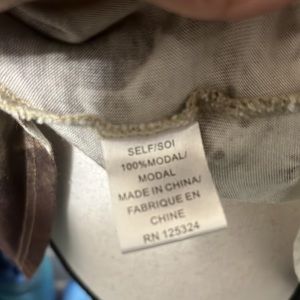 SELF/SOI
100%MODAL/
MODAL
MADE IN CHINA/
FABRIQUE EN
CHINE
RN 125324